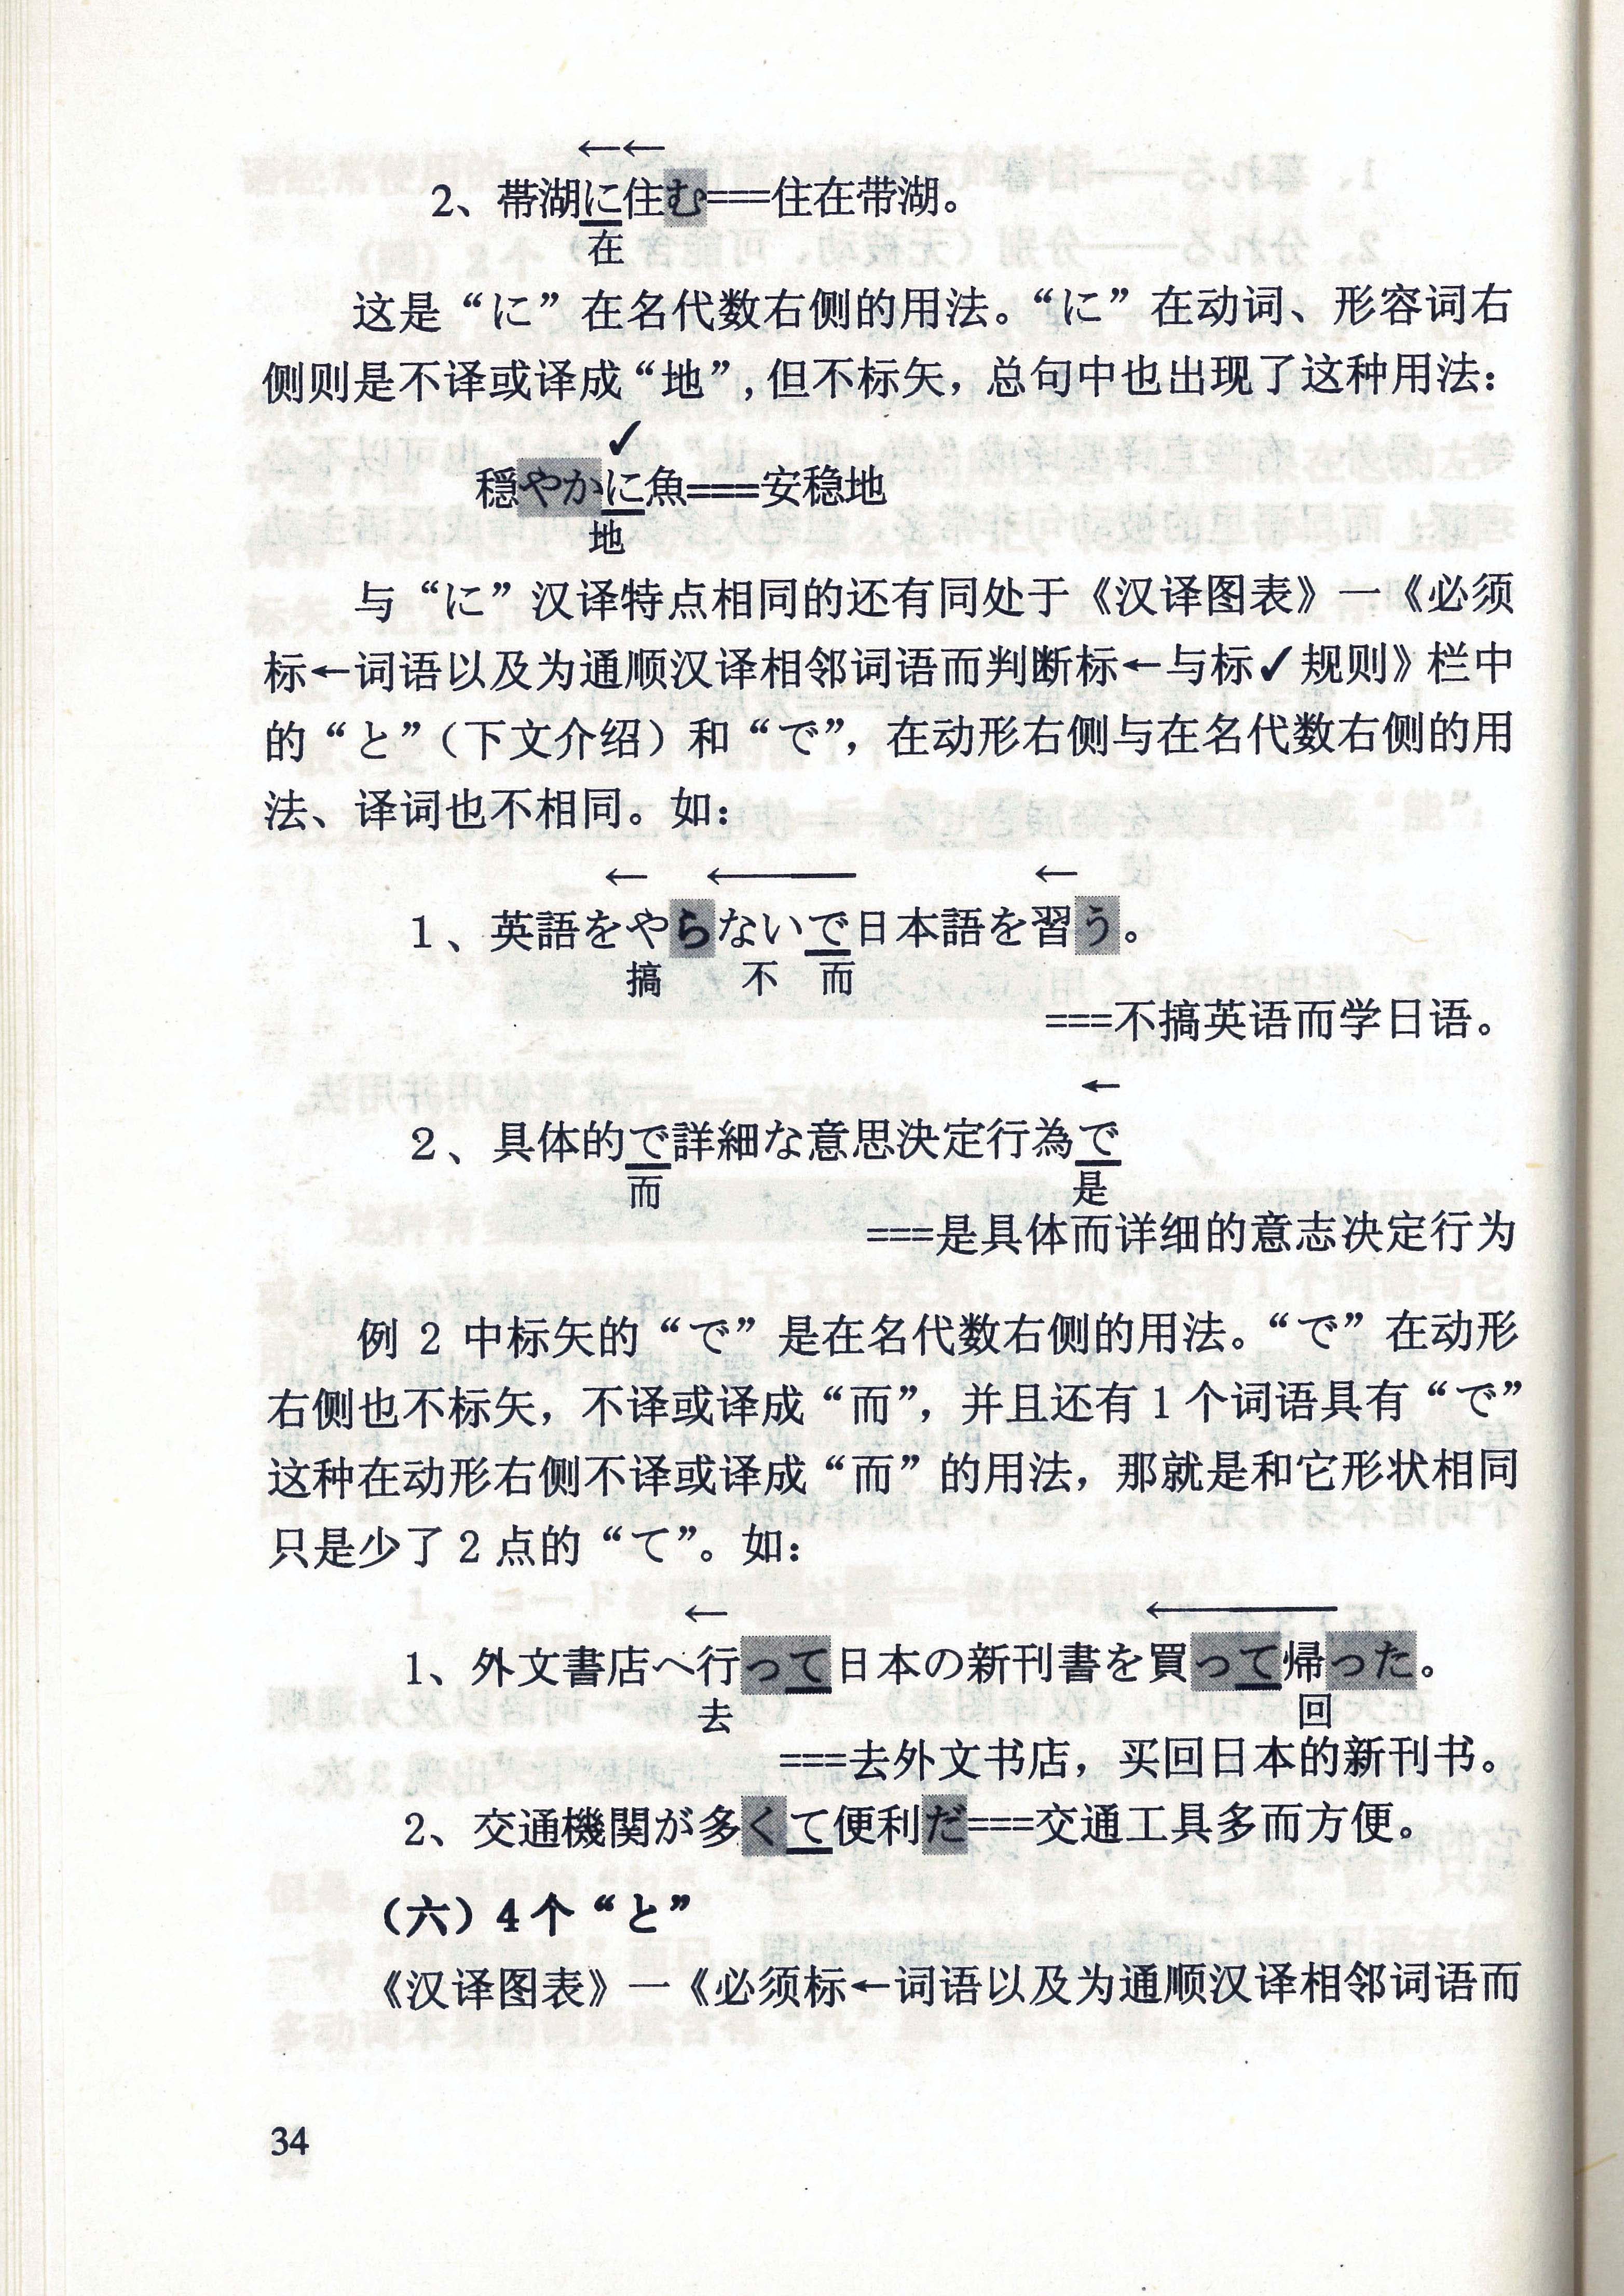 ←←
2、帯湖に住む===住在带湖。
在
这是“に”在名代数右侧的用法。“に”在动词、形容词右
侧则是不译或译成“地”，但不标矢，总句中也出现了这种用法：
✓
穏やかに魚===安稳地
地
与“に”汉译特点相同的还有同处于《汉译图表》一《必须
标←词语以及为通顺汉译相邻词语而判断标←与标✓规则》栏中
的“と”（下文介绍）和“で”，在动形右侧与在名代数右侧的用
法、译词也不相同。如：
← ← ←
1、英語をやらないで日本語を習う。
搞 不 而
===不搞英语而学日语。
←
2、具体的で詳細な意思決定行為で
而 是
===是具体而详细的意志决定行为
例 2 中标矢的“で”是在名代数右侧的用法。“で”在动形
右侧也不标矢，不译或译成“而”，并且还有 1 个词语具有“で”
这种在动形右侧不译或译成“而”的用法，那就是和它形状相同
只是少了 2 点的“て”。如：
← ←
1、外文書店へ行って日本の新刊書を買って帰った。
去 回
===去外文书店，买回日本的新刊书。
2、交通機関が多くて便利だ===交通工具多而方便。
（六）4个“と”
《汉译图表》一《必须标←词语以及为通顺汉译相邻词语而
34